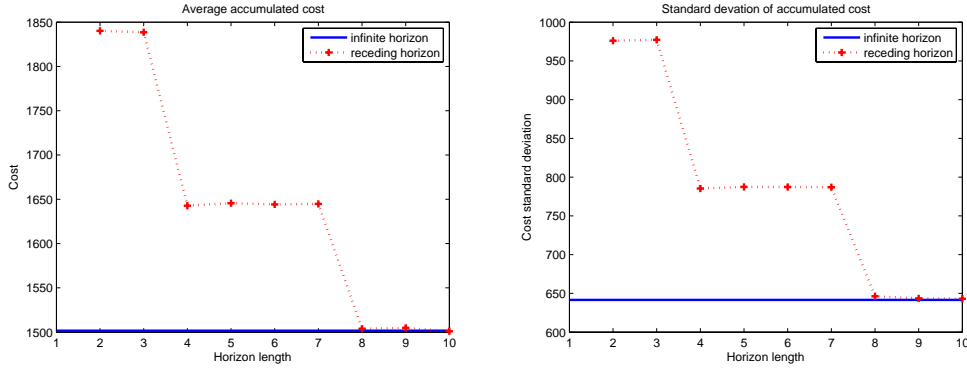 Average accumulated cost
1850
1800
1750
1700
1650
1600
1550
1500
Cost
infinite horizon
receding horizon
1 2 3 4 5 6 7 8 9 10
Horizon length
Standard devation of accumulated cost
1000
950
900
850
800
750
700
650
600
Cost standard deviation
infinite horizon
receding horizon
1 2 3 4 5 6 7 8 9 10
Horizon length